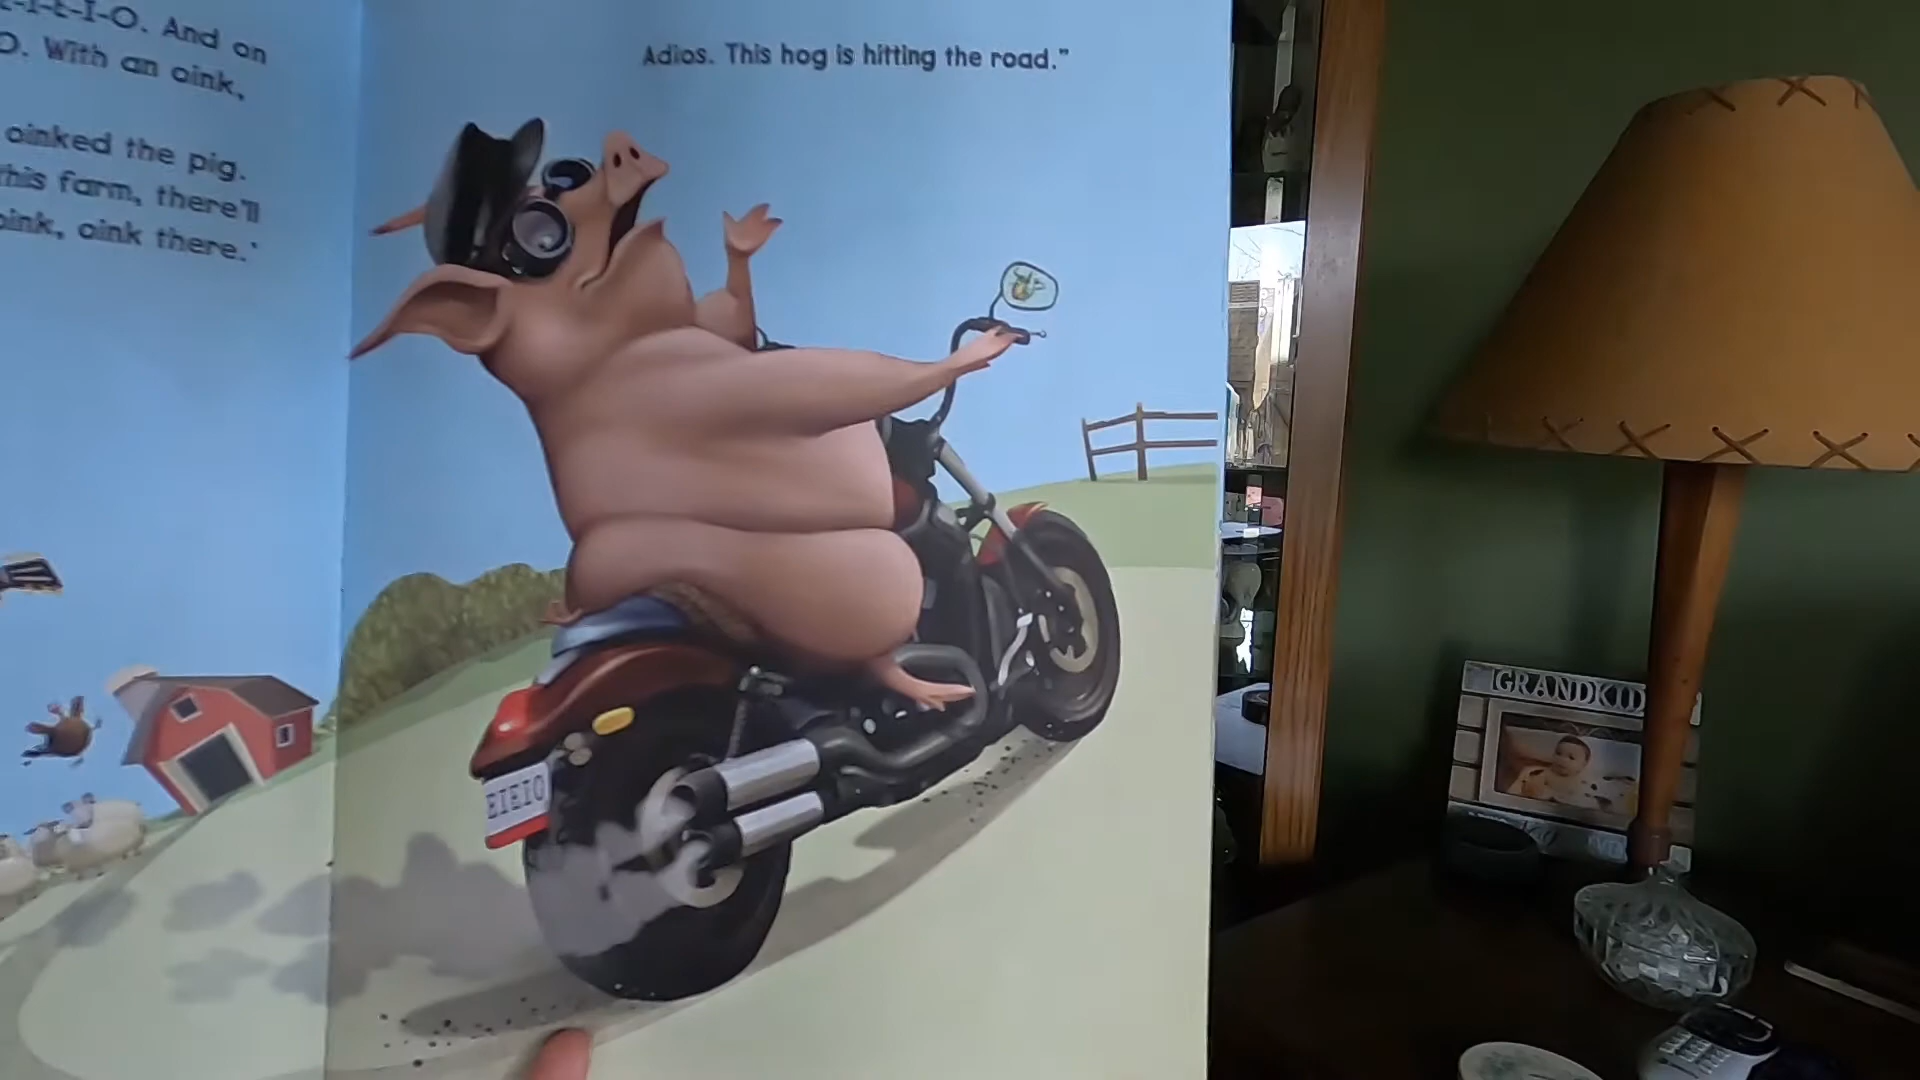 E-I-E-I-O. And on
O. With an oink,
oinked the pig.
this farm, there'll
oink, oink there."
Adios. This hog is hitting the road."
EIEIO
GRANDKID